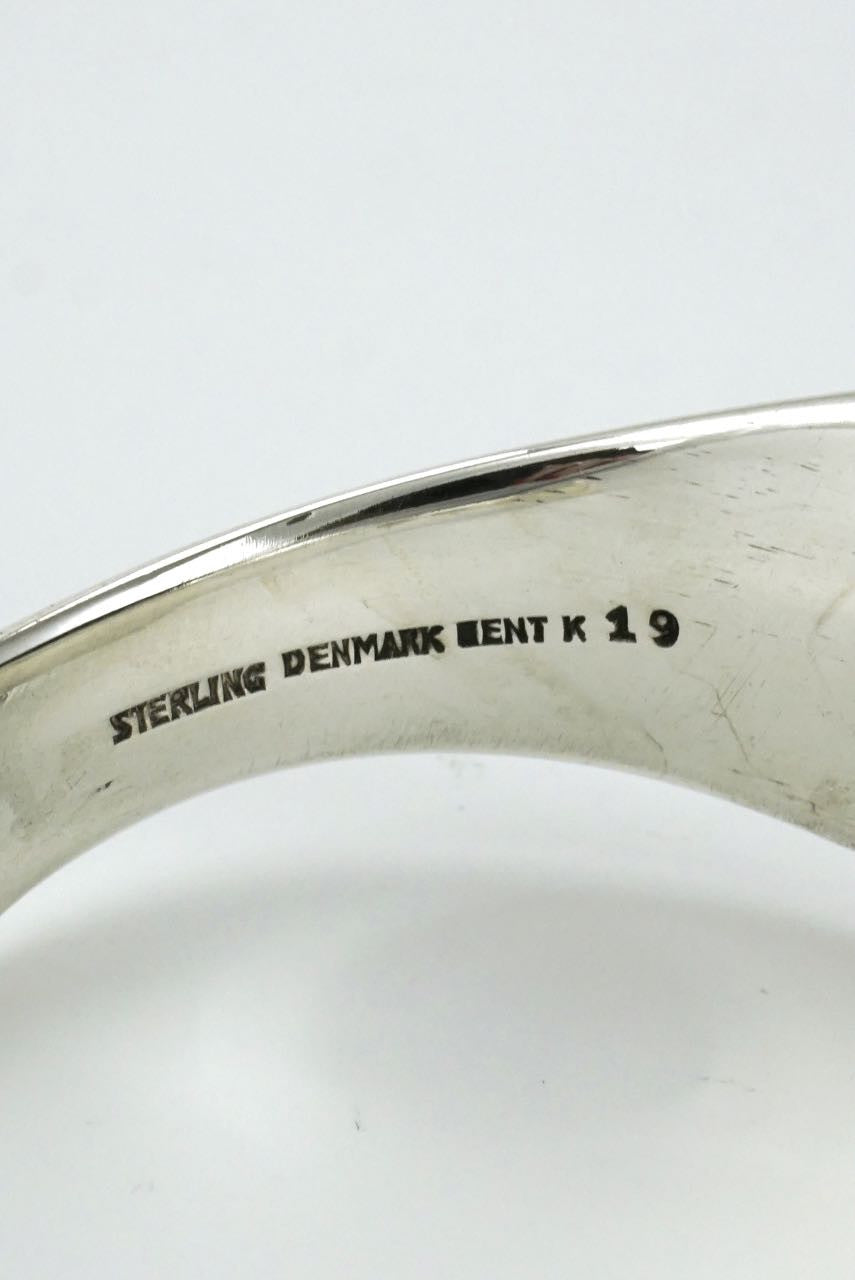 STERLING DENMARK ENT K 19